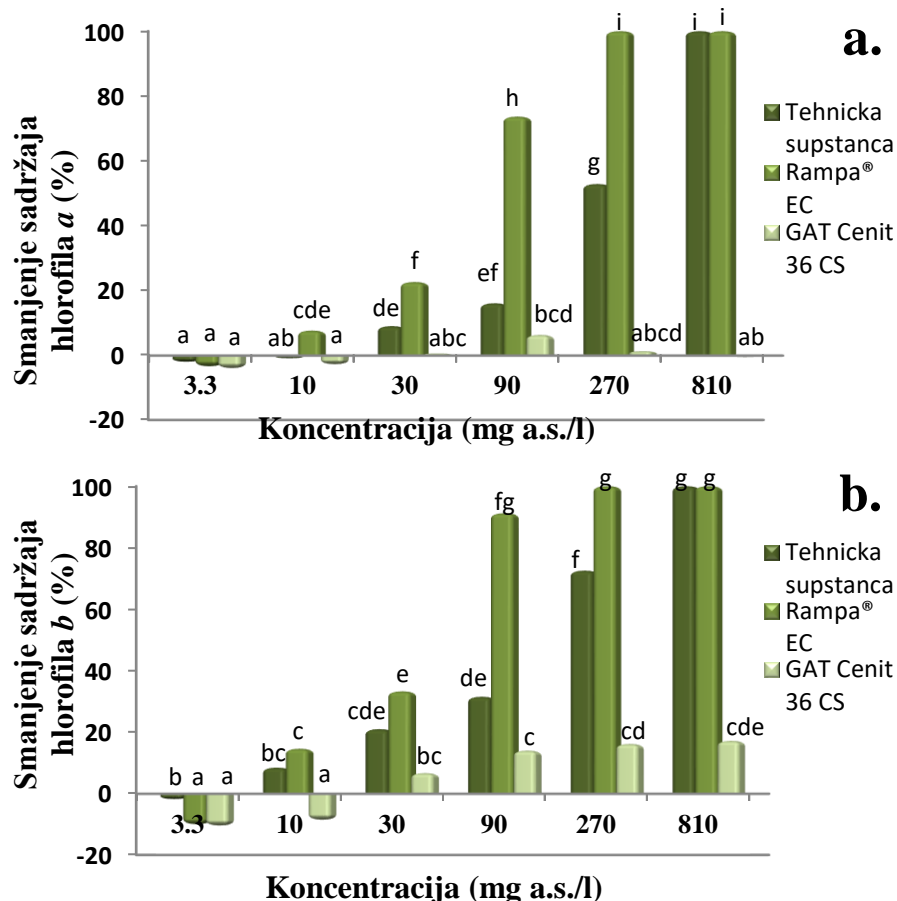 a.
Smanjenje sadržaja
hlorofila a (%)
100
80
60
40
20
0
-20
a a a
ab cde a
de f abc
ef h bcd
g i abcd
i i ab
3.3 10 30 90 270 810
Koncentracija (mg a.s./l)
Tehnicka
supstanca
Rampa®
EC
GAT Cenit
36 CS
b.
Smanjenje sadržaja
hlorofila b (%)
100
80
60
40
20
0
-20
b a a
bc c a
cde e bc
de fg c
f g cd
g g cde
3.3 10 30 90 270 810
Koncentracija (mg a.s./l)
Tehnicka
supstanca
Rampa®
EC
GAT Cenit
36 CS